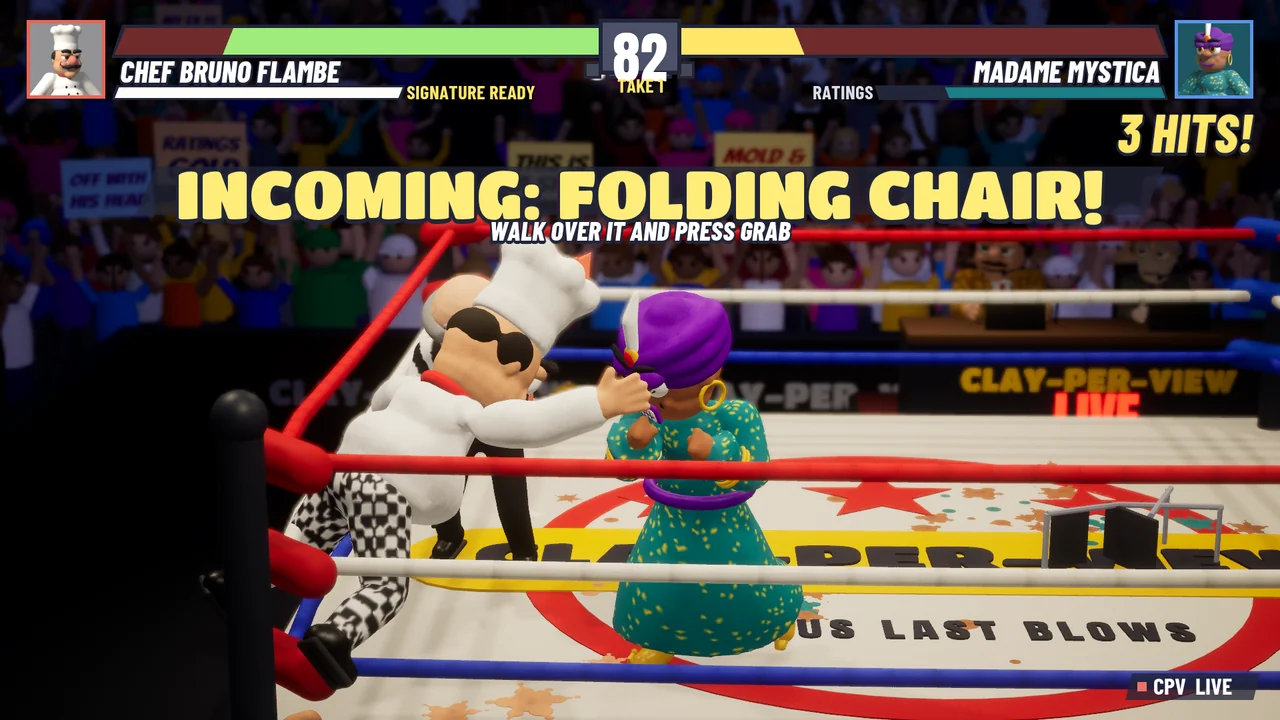 82
TAKE 1
CHEF BRUNO FLAMBE
SIGNATURE READY
MADAME MYSTICA
RATINGS
3 HITS!
RATINGS
GOLD
THIS IS
MOLD &
OFF WITH
HIS HEAD
INCOMING: FOLDING CHAIR!
WALK OVER IT AND PRESS GRAB
CLAY-PER-VIEW
LIVE
LAST BLOWS
CPV LIVE